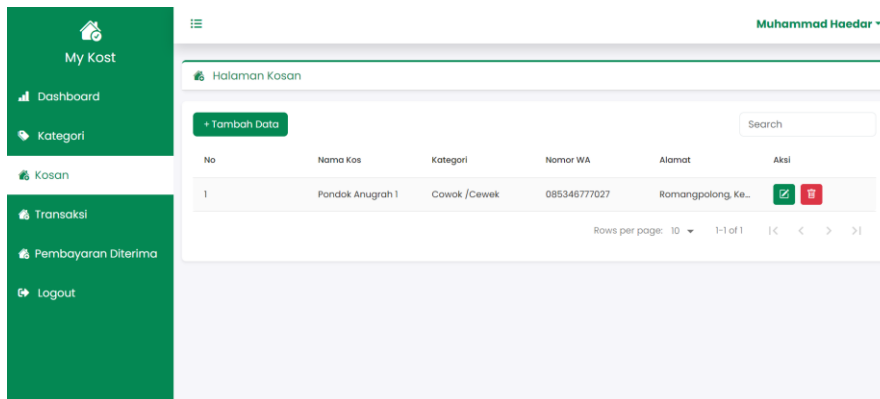 My Kost
Dashboard
Kategori
Kosan
Transaksi
Pembayaran Diterima
Logout
Muhammad Haedar
Halaman Kosan
+ Tambah Data
Search
No Nama Kos Kategori Nomor WA Alamat Aksi
1 Pondok Anugrah 1 Cowok /Cewek 085346777027 Romangpolong, Ke...
Rows per page: 10 1-1 of 1